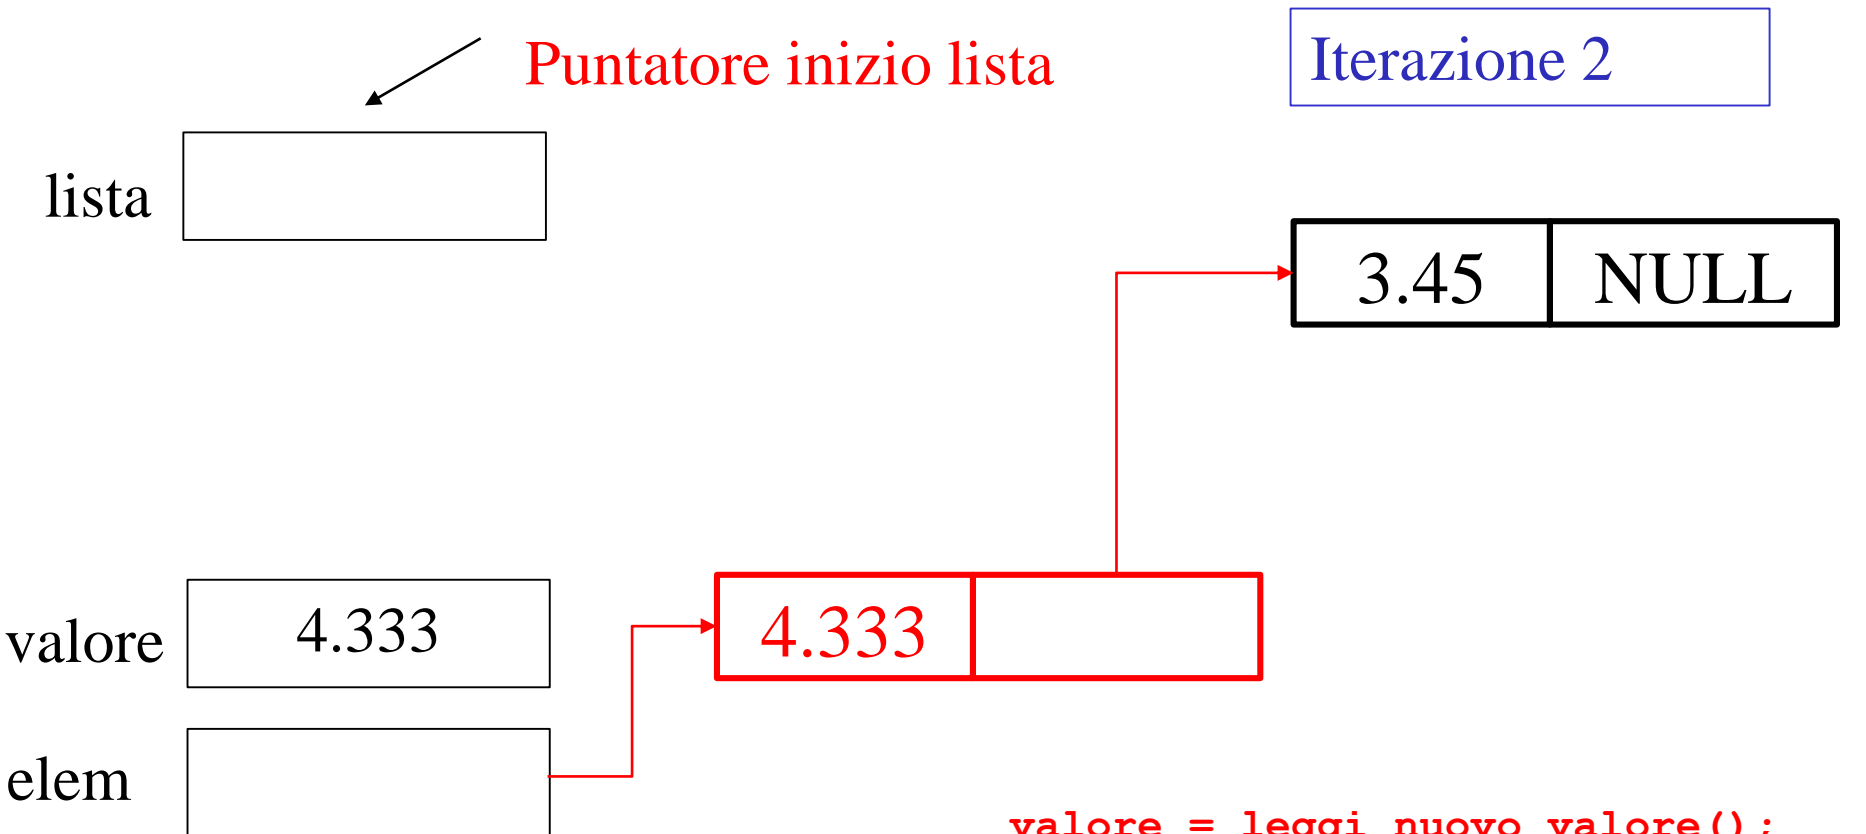 Puntatore inizio lista
Iterazione 2
lista
3.45 NULL
valore 4.333
4.333
elem
valore = leggi_nuovo_valore();